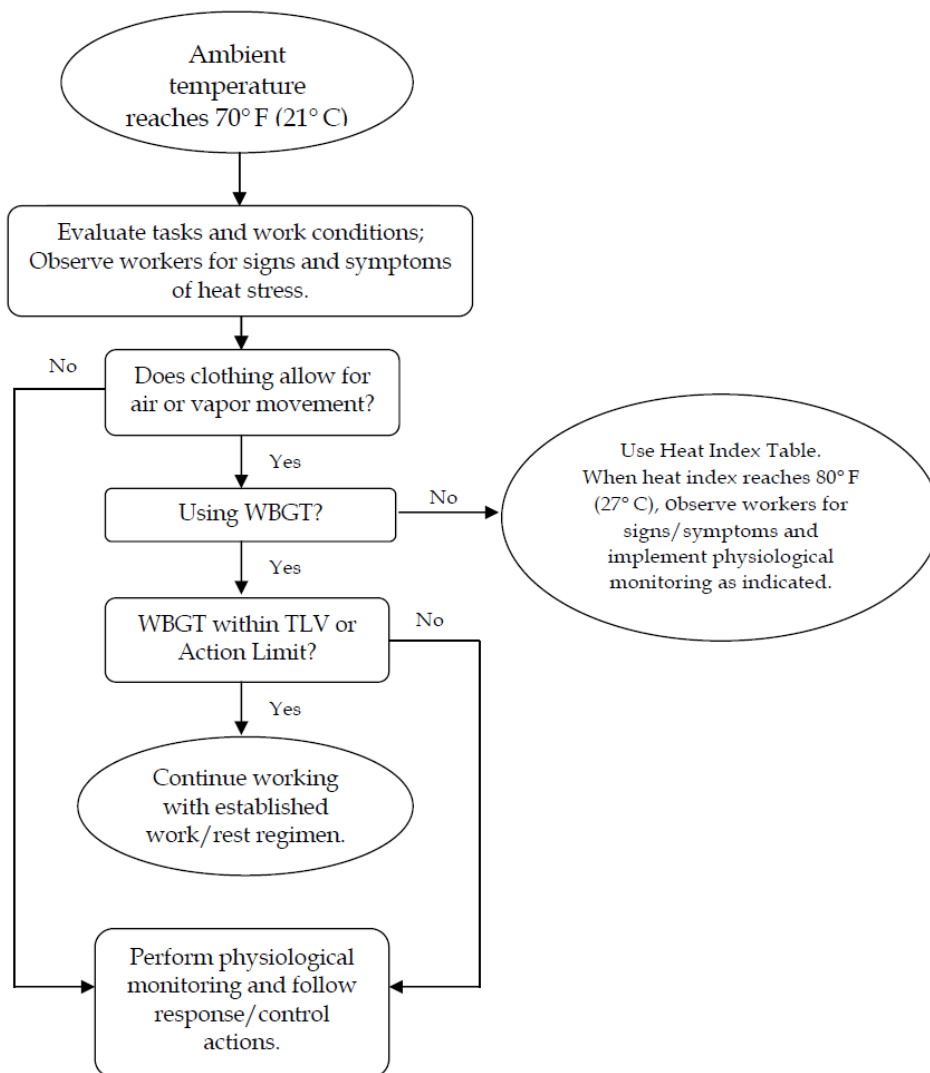 Ambient
temperature
reaches 70° F (21° C)
Evaluate tasks and work conditions;
Observe workers for signs and symptoms
of heat stress.
No
Does clothing allow for
air or vapor movement?
Yes
Using WBGT?
No
Use Heat Index Table.
When heat index reaches 80° F
(27° C), Observe workers for
signs/symptoms and
implement physiological
monitoring as indicated.
Yes
WBGT within TLV or
Action Limit?
No
Yes
Continue working
with established
work/rest regimen.
Perform physiological
monitoring and follow
response/control
actions.